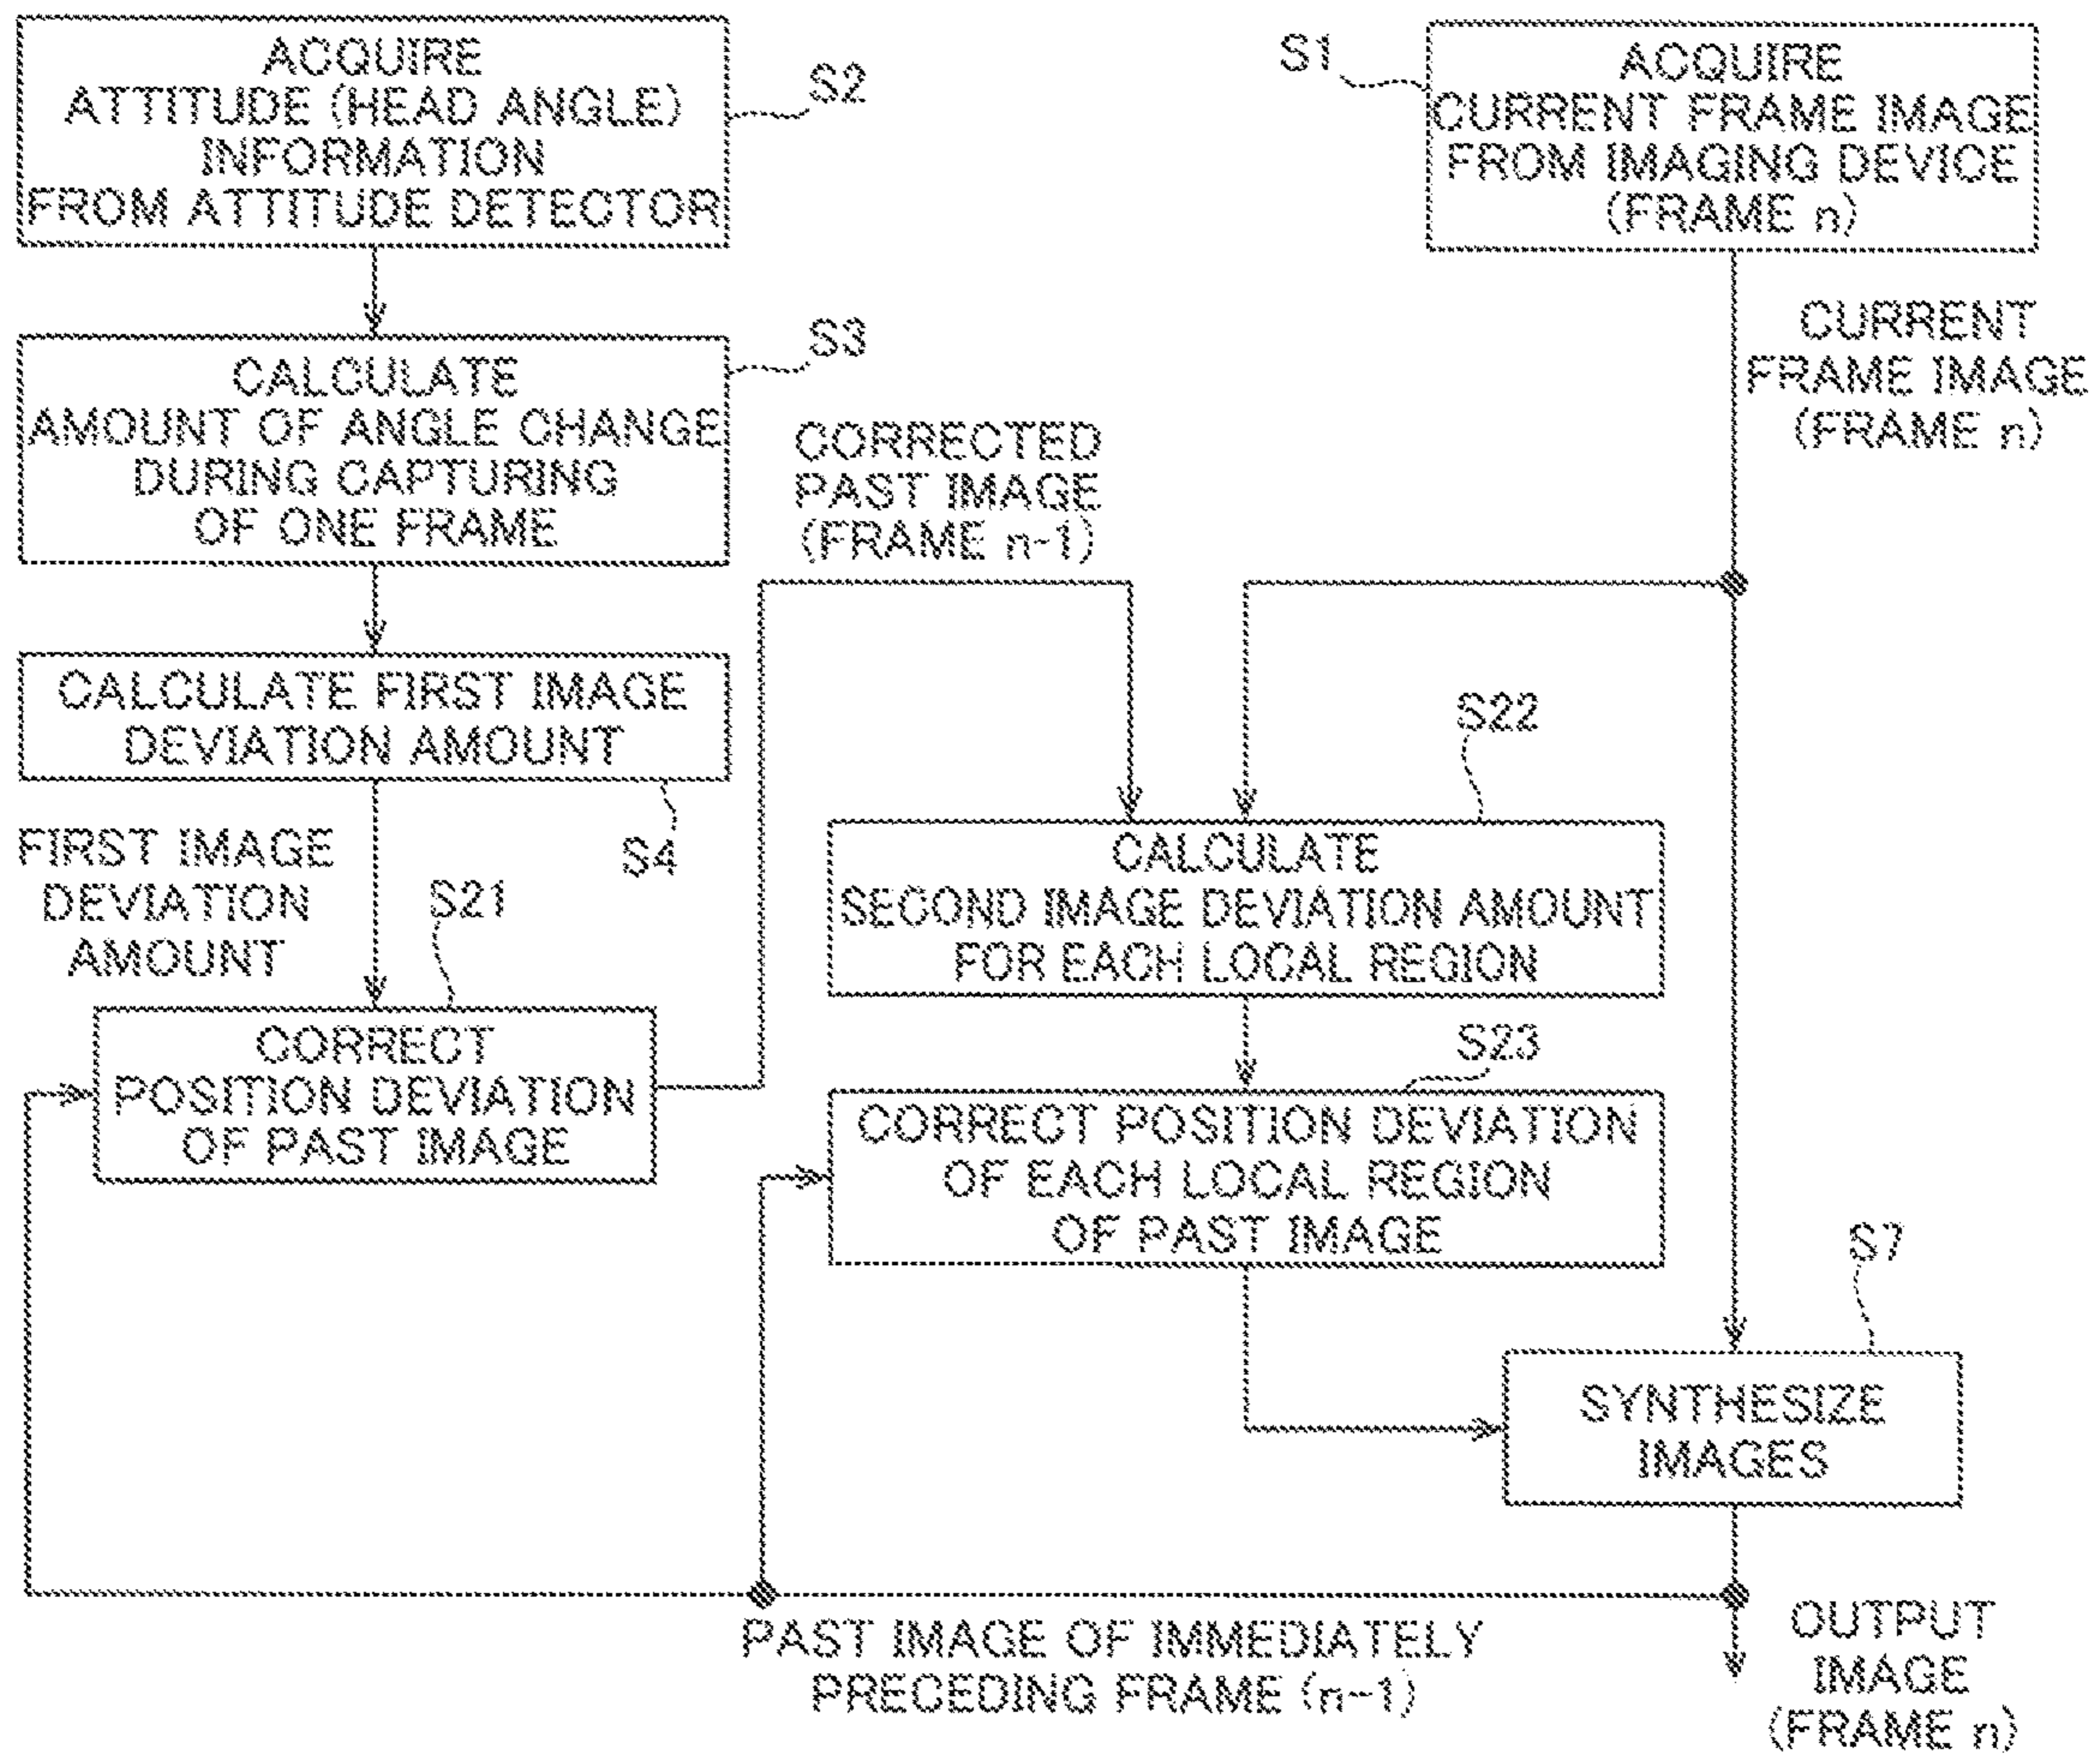 ACQUIRE
ATTITUDE (HEAD ANGLE)
INFORMATION
FROM ATTITUDE DETECTOR
S2
S1
ACQUIRE
CURRENT FRAME IMAGE
FROM IMAGING DEVICE
(FRAME n)
CURRENT
FRAME IMAGE
(FRAME n)
CALCULATE
AMOUNT OF ANGLE CHANGE
DURING CAPTURING
OF ONE FRAME
S3
CORRECTED
PAST IMAGE
(FRAME n-1)
CALCULATE FIRST IMAGE
DEVIATION AMOUNT
S4
FIRST IMAGE
DEVIATION
AMOUNT
S21
CORRECT
POSITION DEVIATION
OF PAST IMAGE
S22
CALCULATE
SECOND IMAGE DEVIATION AMOUNT
FOR EACH LOCAL REGION
S23
CORRECT POSITION DEVIATION
OF EACH LOCAL REGION
OF PAST IMAGE
S7
SYNTHESIZE
IMAGES
PAST IMAGE OF IMMEDIATELY
PRECEDING FRAME (n-1)
OUTPUT
IMAGE
(FRAME n)